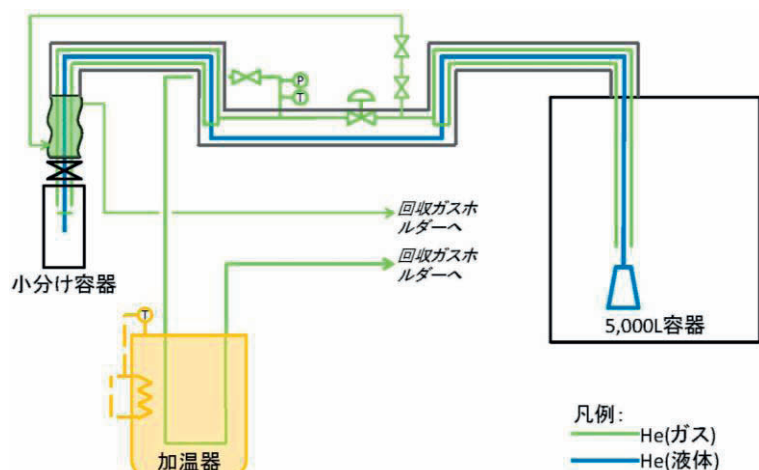 P
T
回収ガスホ
ルダーへ
回収ガスホ
ルダーへ
小分け容器
T
加温器
5,000L容器
凡例:
He(ガス)
He(液体)